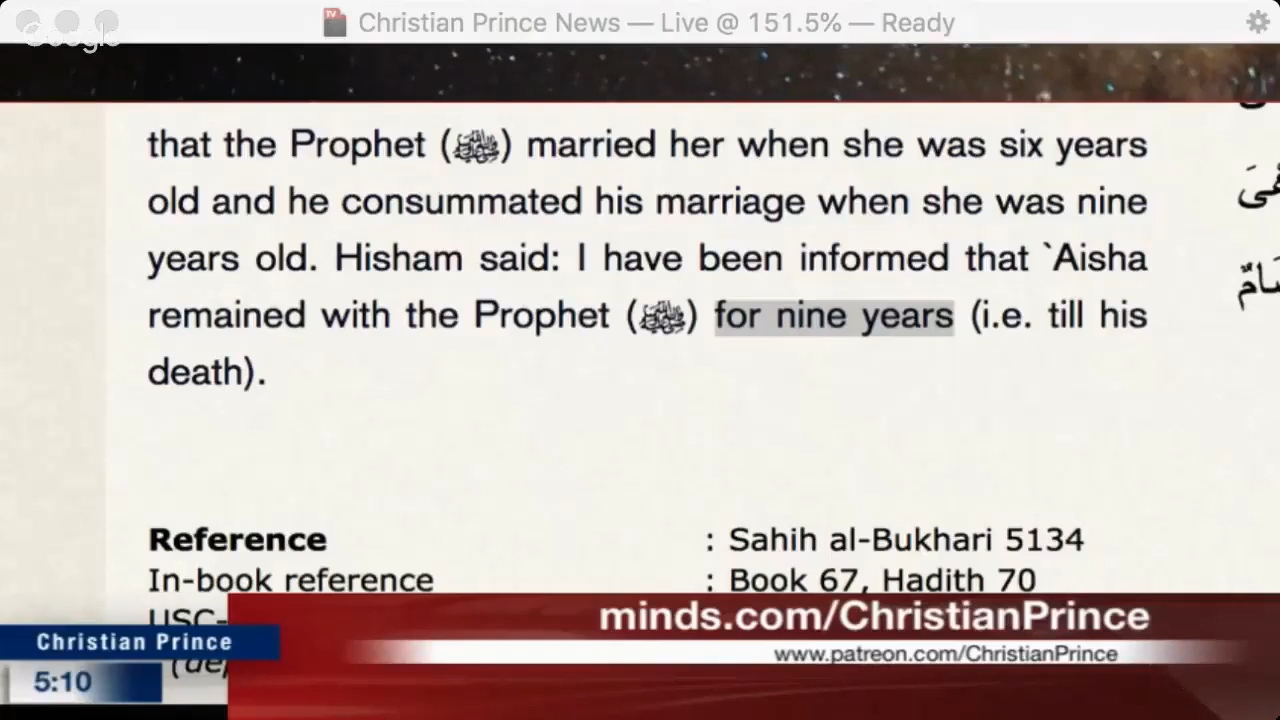 Christian Prince News — Live @ 151.5% — Ready
Google
that the Prophet (ﷺ) married her when she was six years
old and he consummated his marriage when she was nine
years old. Hisham said: I have been informed that `Aisha
remained with the Prophet (ﷺ) for nine years (i.e. till his
death).
Reference : Sahih al-Bukhari 5134
In-book reference : Book 67, Hadith 70
USC-
minds.com/ChristianPrince
Christian Prince
www.patreon.com/ChristianPrince
5:10